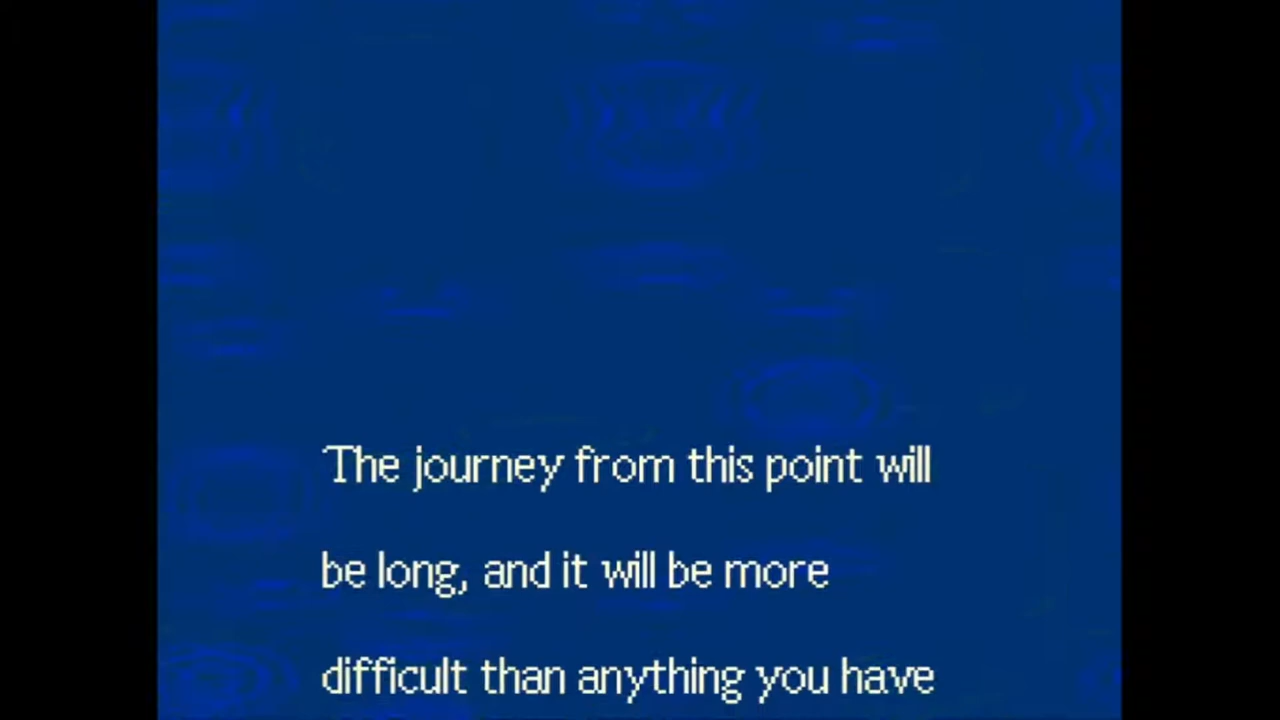 The journey from this point will
be long, and it will be more
difficult than anything you have